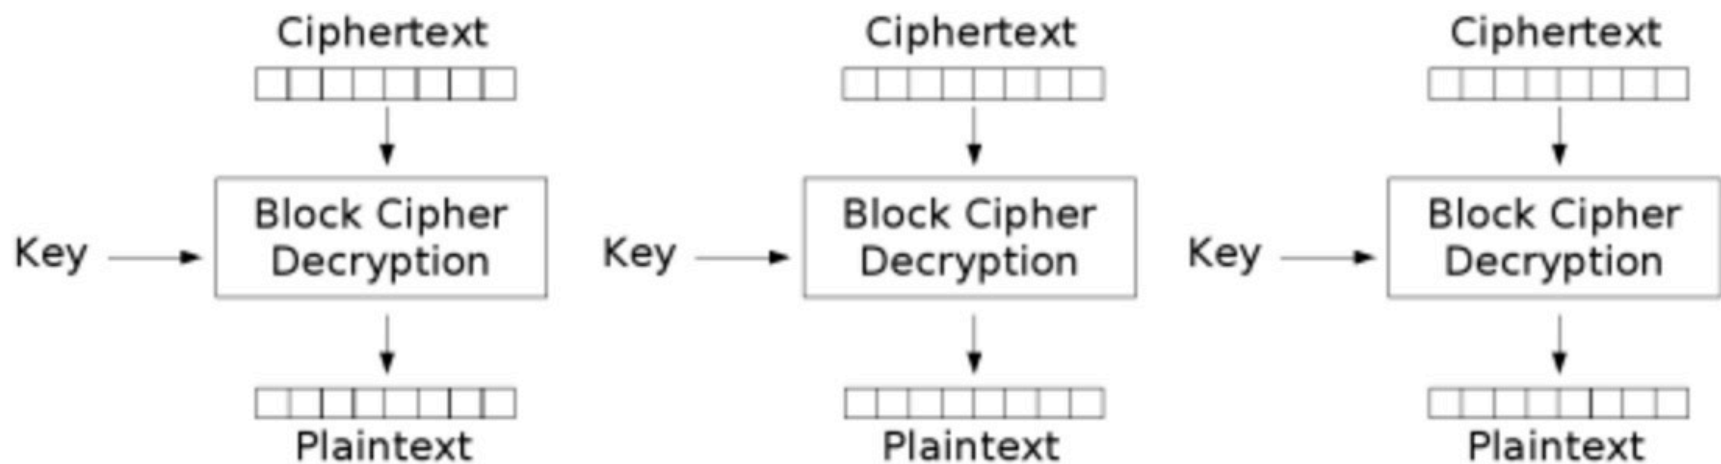 Ciphertext Ciphertext Ciphertext
Block Cipher Block Cipher Block Cipher
Key Decryption Key Decryption Key Decryption
Plaintext Plaintext Plaintext